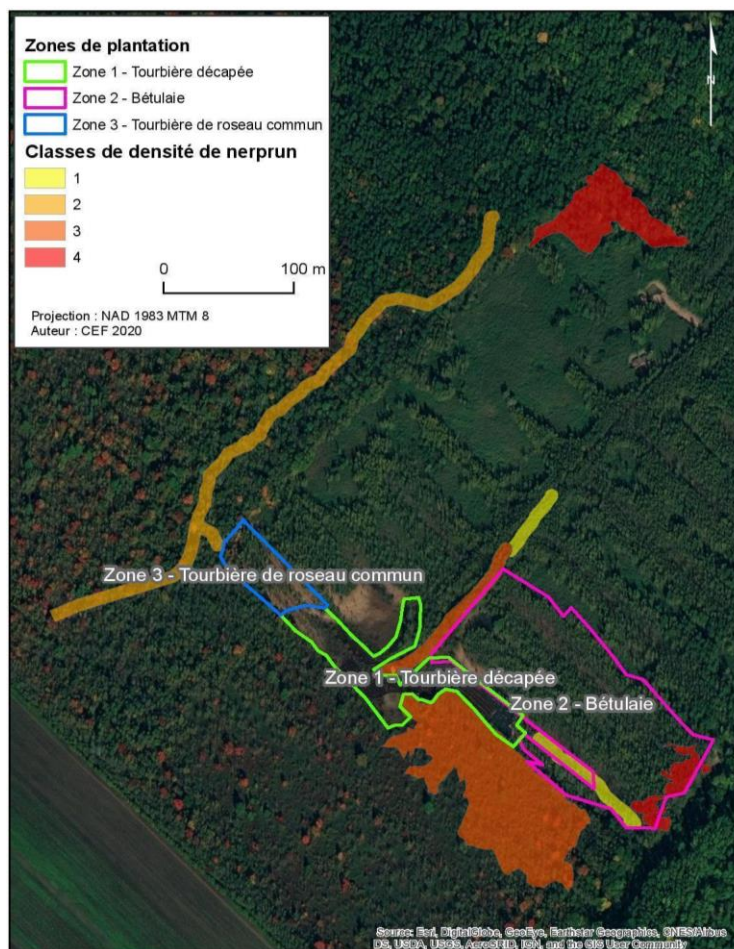 Zones de plantation
Zone 1 - Tourbière décapée
Zone 2 - Bétulaie
Zone 3 - Tourbière de roseau commun
Classes de densité de nerprun
1
2
3
4
0 100 m
Projection : NAD 1983 MTM 8
Auteur : CEF 2020
N
Zone 3 - Tourbière de roseau commun
Zone 1 - Tourbière décapée
Zone 2 - Bétulaie
Source: Esri, DigitalGlobe, GeoEye, Earthstar Geographics, CNES/Airbus
DS, USDA, USGS, AeroGRID, IGN, and the GIS User Community